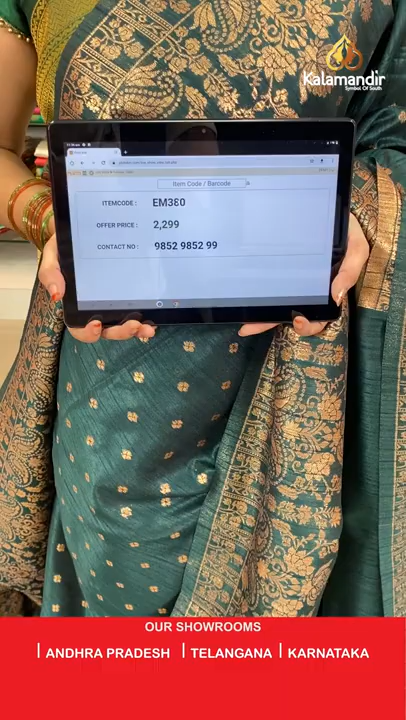 Kalamandir
Symbol Of South
Item Code / Barcode
ITEMCODE : EM380
OFFER PRICE : 2,299
CONTACT NO : 9852 9852 99
OUR SHOWROOMS
| ANDHRA PRADESH | TELANGANA | KARNATAKA